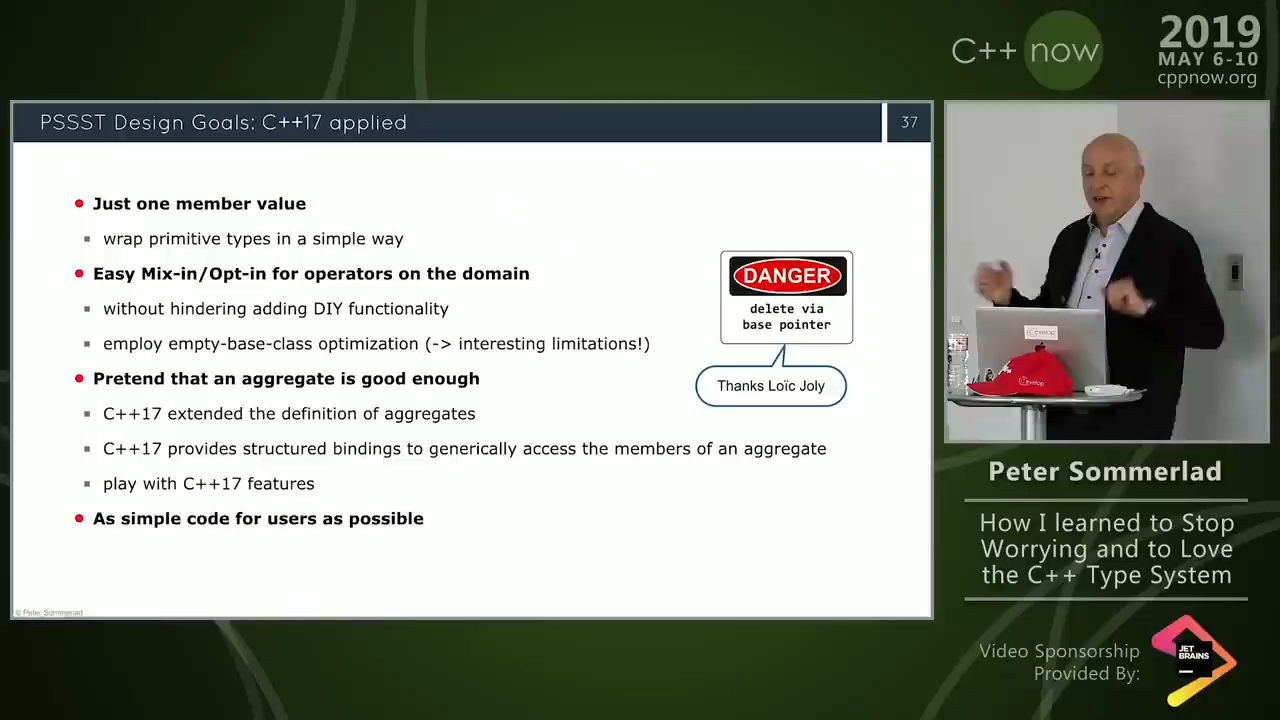 C++ now
2019
MAY 6-10
cppnow.org
PSSST Design Goals: C++17 applied
37
Just one member value
wrap primitive types in a simple way
Easy Mix-in/Opt-in for operators on the domain
without hindering adding DIY functionality
employ empty-base-class optinization (-> interesting limitations!)
Pretend that an aggregate is good enough
C++17 extended the definition of aggregates
C++17 provides structured bindings to generically access the members of an aggregate
play with C++17 features
As simple code for users as possible
DANGER
delete via
base pointer
Thanks Loïc Joly
© Peter Sommerlad
Peter Sommerlad
How I learned to Stop
Worrying and to Love
the C++ Type System
Video Sponsorship
Provided By:
JET
BRAINS